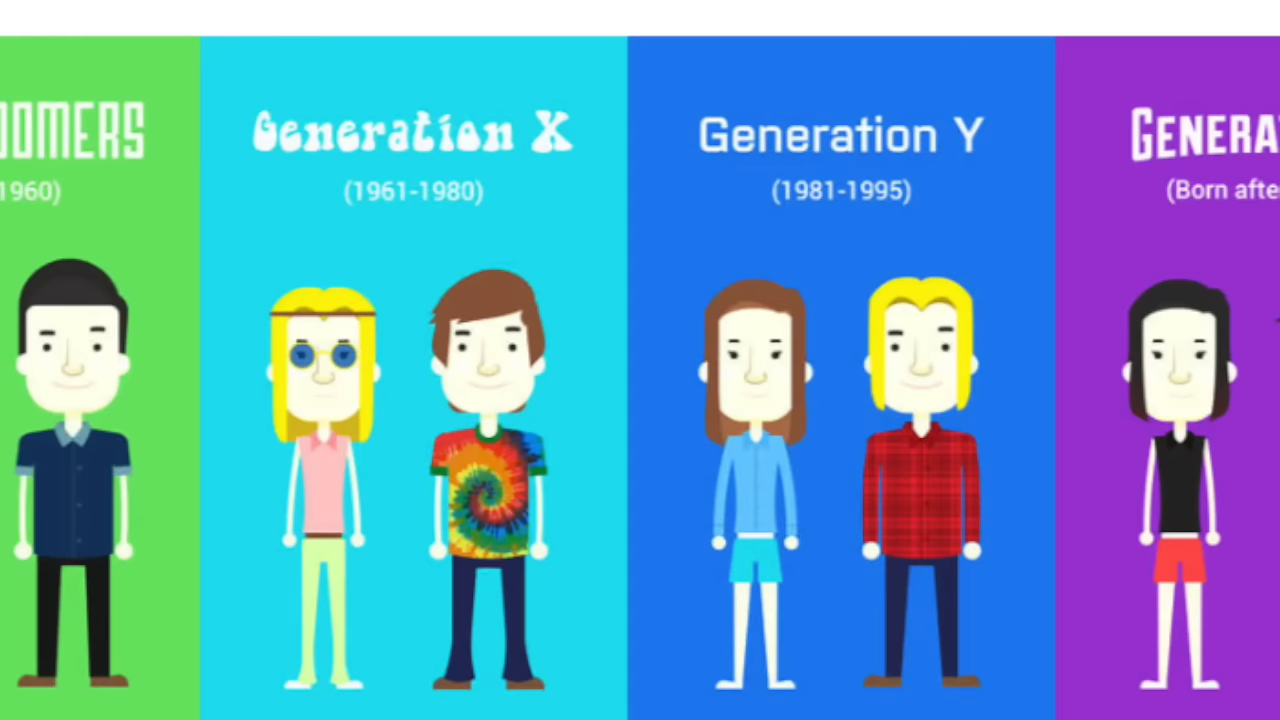 OOMERS
1960)
Generation X
(1961-1980)
Generation Y
(1981-1995)
GENERA
(Born afte